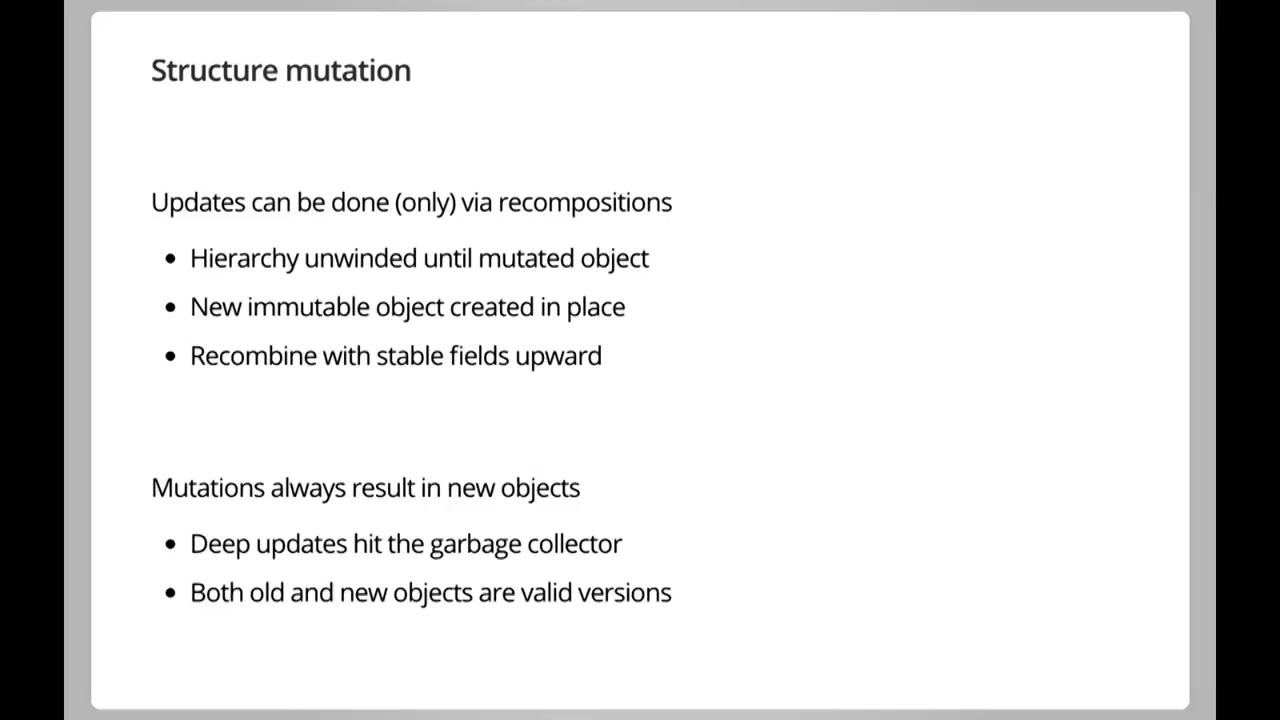 Structure mutation
Updates can be done (only) via recompositions
• Hierarchy unwinded until mutated object
• New immutable object created in place
• Recombine with stable fields upward
Mutations always result in new objects
• Deep updates hit the garbage collector
• Both old and new objects are valid versions